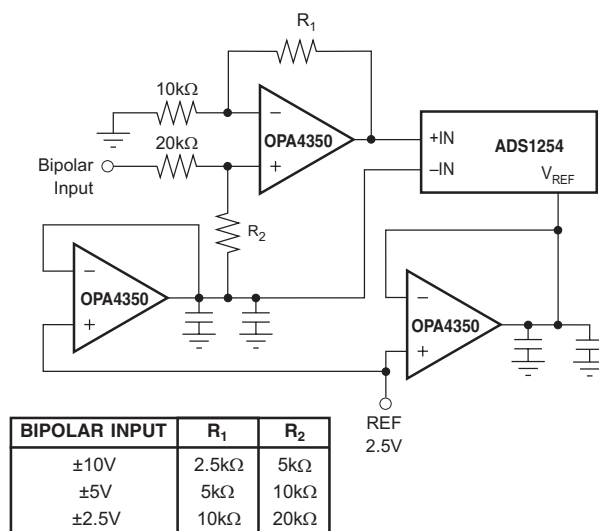 R1
10kΩ
−
OPA4350
+
20kΩ
Bipolar
Input
R2
+IN
ADS1254
−IN
VREF
−
OPA4350
+
−
OPA4350
+
REF
2.5V
BIPOLAR INPUT R1 R2
±10V 2.5kΩ 5kΩ
±5V 5kΩ 10kΩ
±2.5V 10kΩ 20kΩ